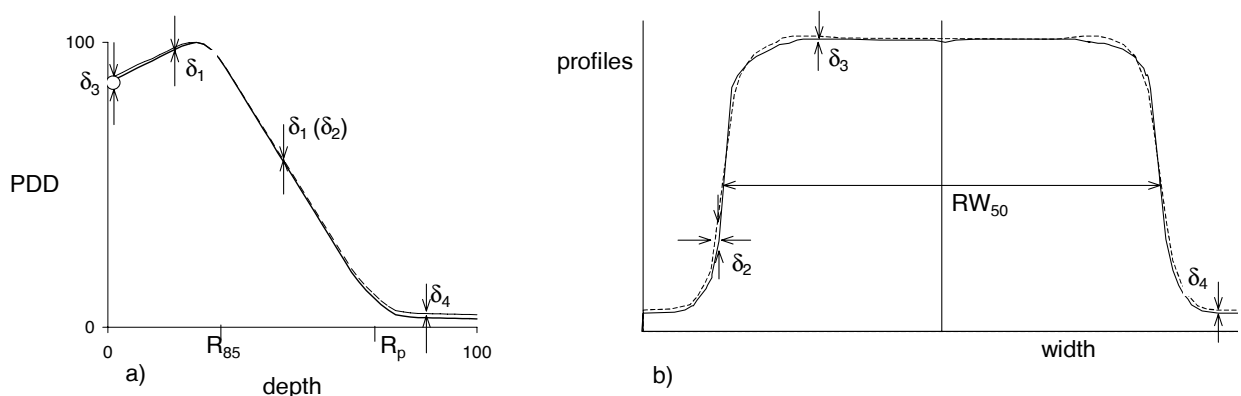 100
δ3
δ1
δ1 (δ2)
PDD
δ4
0
0
R85
Rp
100
a)
depth
profiles
δ3
RW50
δ2
δ4
b)
width